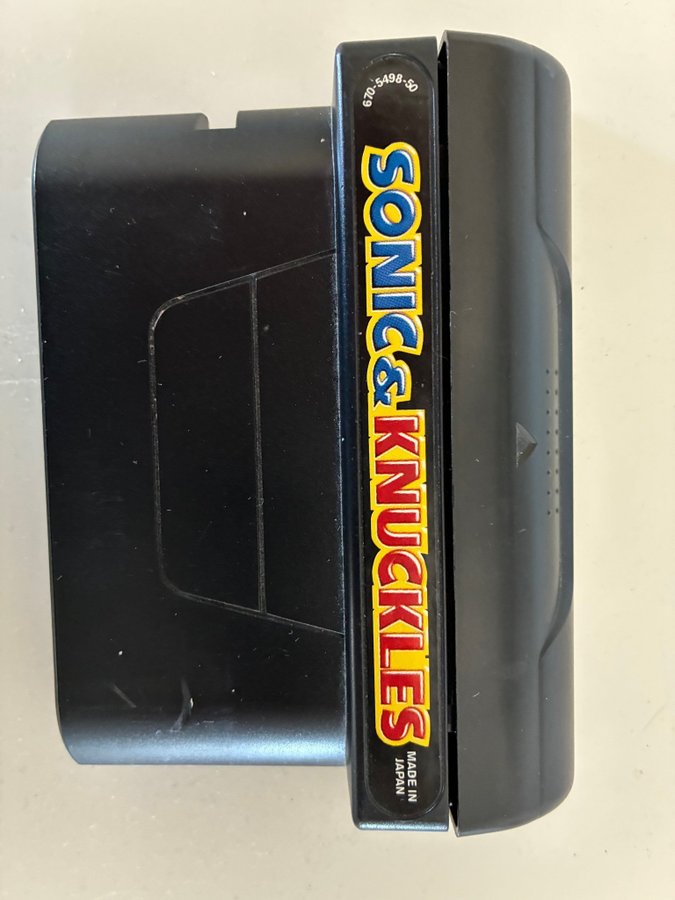 670-5498-50
SONIC & KNUCKLES
MADE IN
JAPAN